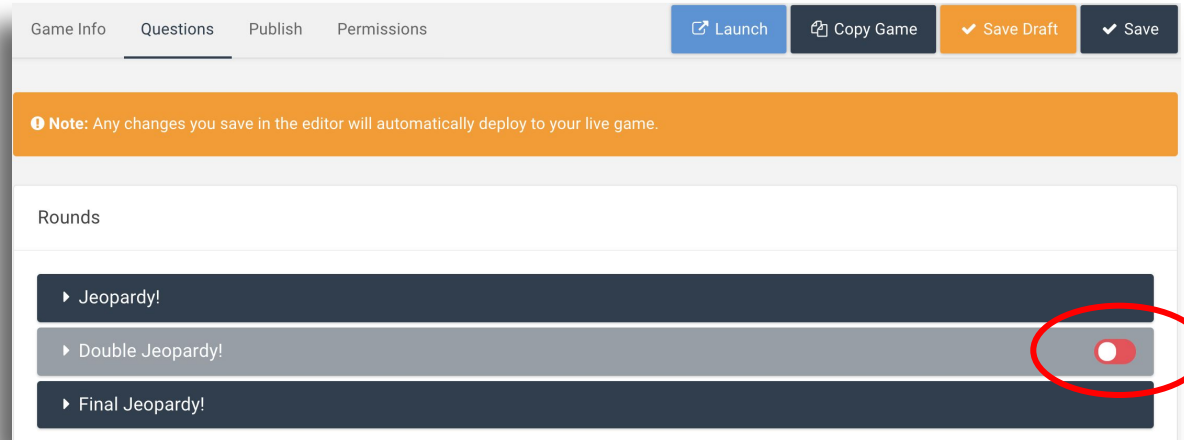 Game Info Questions Publish Permissions Launch Copy Game Save Draft Save
Note: Any changes you save in the editor will automatically deploy to your live game.
Rounds
Jeopardy!
Double Jeopardy!
Final Jeopardy!